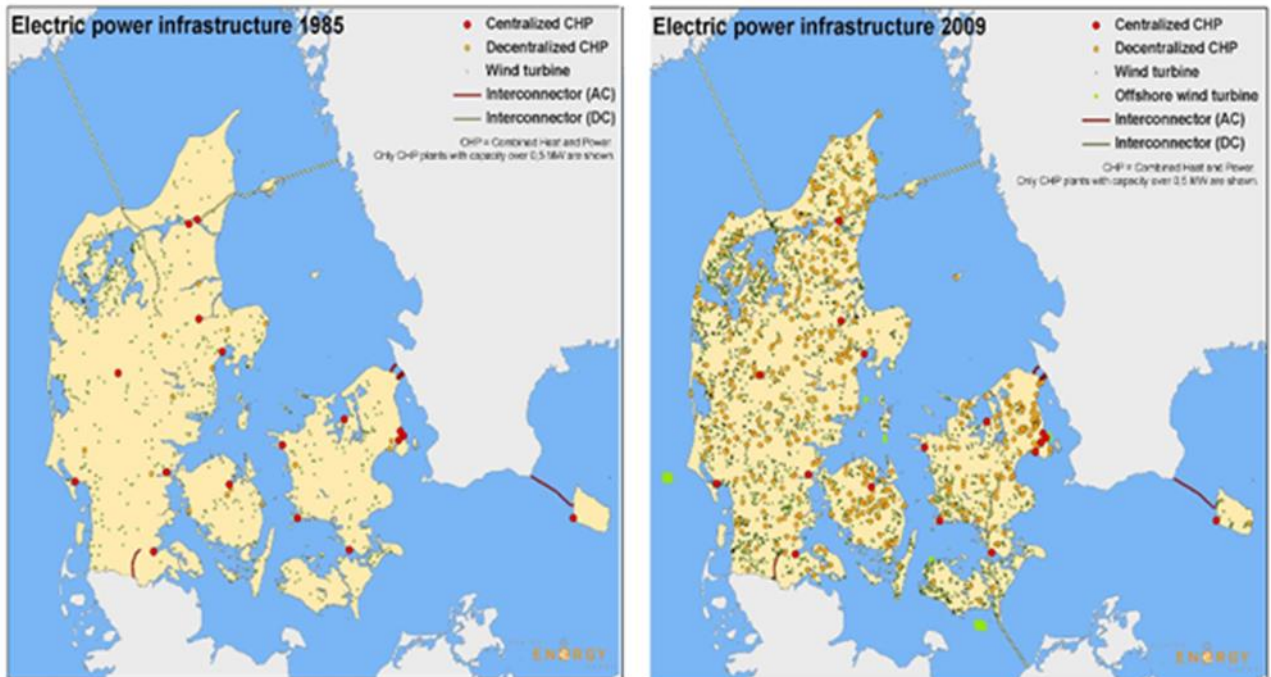 Electric power infrastructure 1985
Centralized CHP
Decentralized CHP
Wind turbine
Interconnector (AC)
Interconnector (DC)
CHP = Combined Heat and Power.
Only CHP plants with capacity over 0,5 MW are shown.
ENERGY
Electric power infrastructure 2009
Centralized CHP
Decentralized CHP
Wind turbine
Offshore wind turbine
Interconnector (AC)
Interconnector (DC)
CHP = Combined Heat and Power.
Only CHP plants with capacity over 0,5 MW are shown.
ENERGY